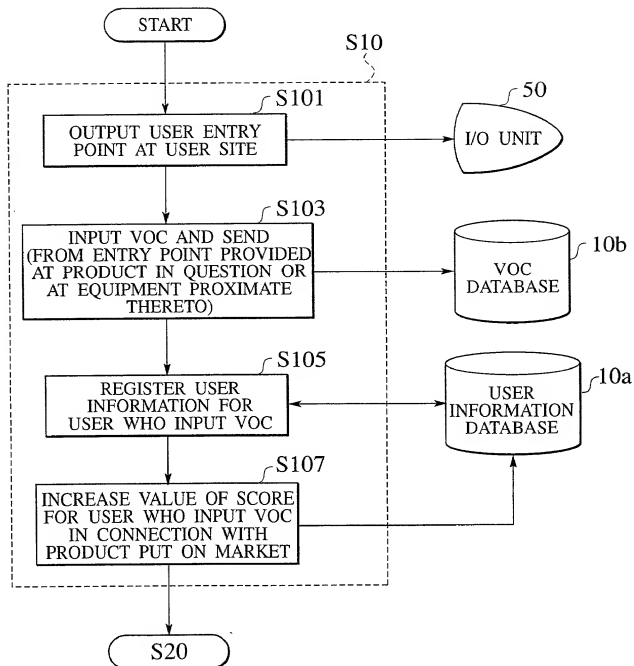 START
S10
S101
50
OUTPUT USER ENTRY
POINT AT USER SITE
I/O UNIT
S103
INPUT VOC AND SEND
(FROM ENTRY POINT PROVIDED
AT PRODUCT IN QUESTION OR
AT EQUIPMENT PROXIMATE
THERETO)
10b
VOC
DATABASE
S105
REGISTER USER
INFORMATION FOR
USER WHO INPUT VOC
10a
USER
INFORMATION
DATABASE
S107
INCREASE VALUE OF SCORE
FOR USER WHO INPUT VOC
IN CONNECTION WITH
PRODUCT PUT ON MARKET
S20